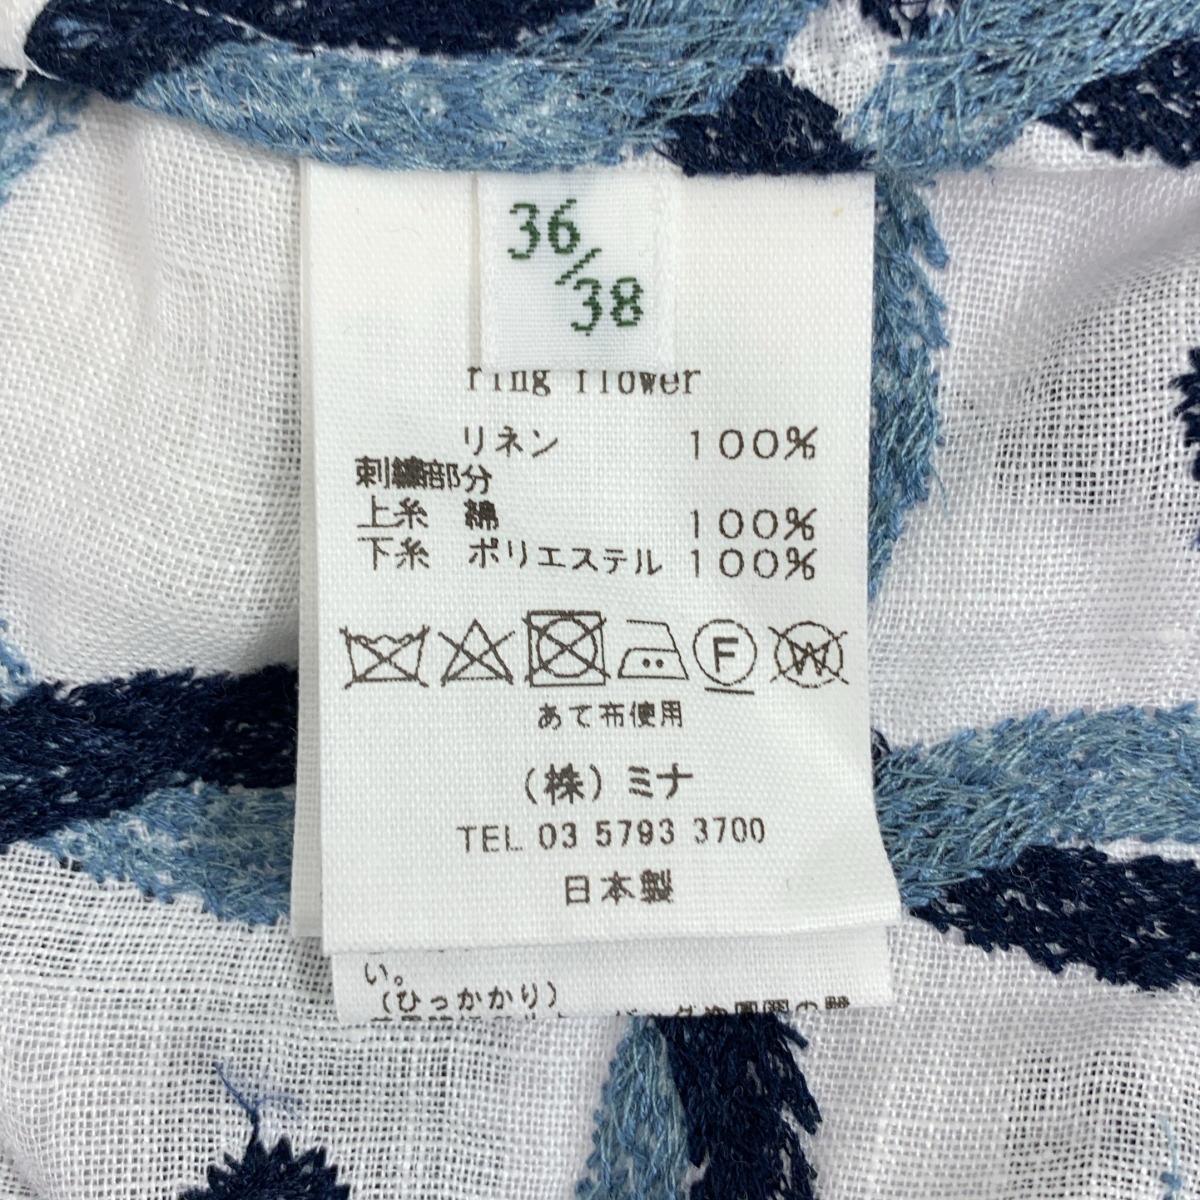 36/38
ring flower
リネン 100%
刺繍部分
上糸 綿 100%
下糸 ポリエステル 100%
F
W
あて布使用
(株)ミナ
TEL 03 5793 3700
日本製
い。
(ひっかかり)